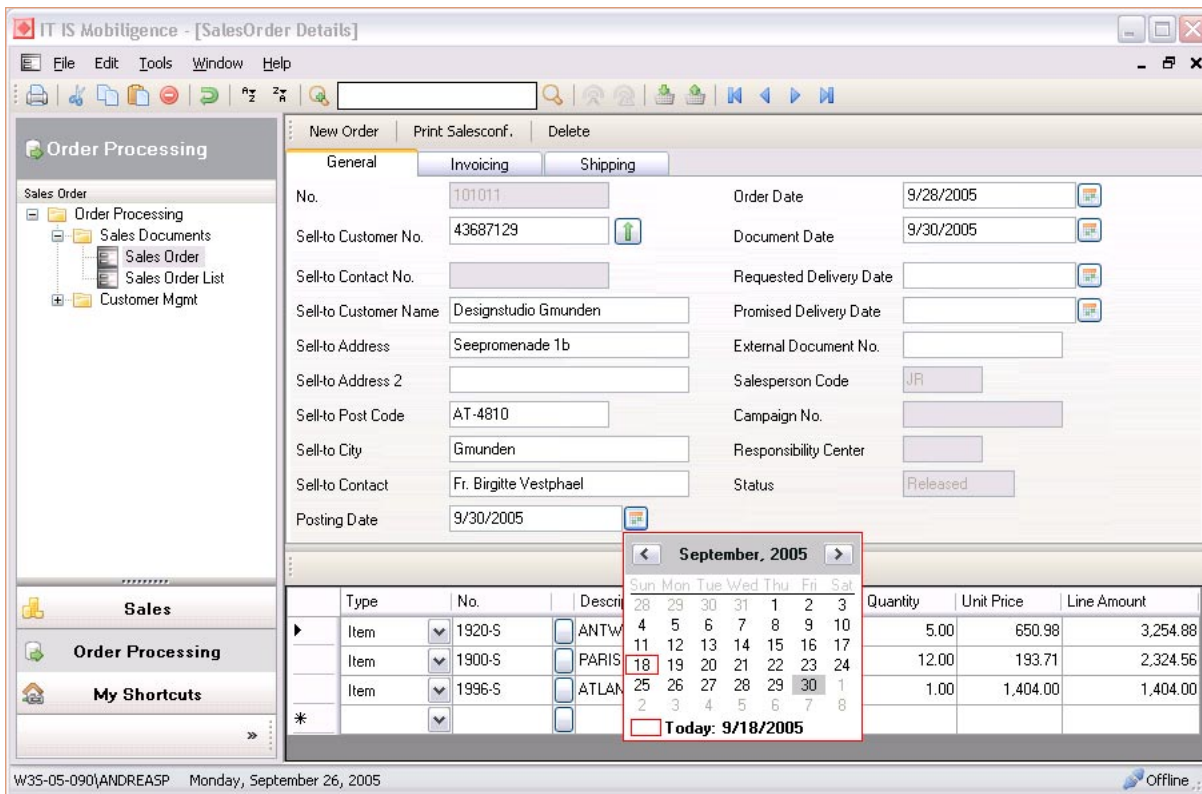 IT IS Mobiligence - [SalesOrder Details]
File Edit Tools Window Help
Order Processing
Sales Order
Order Processing
Sales Documents
Sales Order
Sales Order List
Customer Mgmt
Sales
Order Processing
My Shortcuts
»
New Order Print Salesconf. Delete
General Invoicing Shipping
No. 101011
Sell-to Customer No. 43687129
Sell-to Contact No.
Sell-to Customer Name Designstudio Gmunden
Sell-to Address Seepromenade 1b
Sell-to Address 2
Sell-to Post Code AT-4810
Sell-to City Gmunden
Sell-to Contact Fr. Birgitte Vestphael
Posting Date 9/30/2005
Order Date 9/28/2005
Document Date 9/30/2005
Requested Delivery Date
Promised Delivery Date
External Document No.
Salesperson Code JR
Campaign No.
Responsibility Center
Status Released
September, 2005
Sun Mon Tue Wed Thu Fri Sat
28 29 30 31 1 2 3
4 5 6 7 8 9 10
11 12 13 14 15 16 17
18 19 20 21 22 23 24
25 26 27 28 29 30 1
2 3 4 5 6 7 8
Today: 9/18/2005
Type No. Descri Quantity Unit Price Line Amount
Item 1920-S ANTW 5.00 650.98 3,254.88
Item 1900-S PARIS 12.00 193.71 2,324.56
Item 1996-S ATLAN 1.00 1,404.00 1,404.00
W3S-05-090\ANDREASP Monday, September 26, 2005 Offline